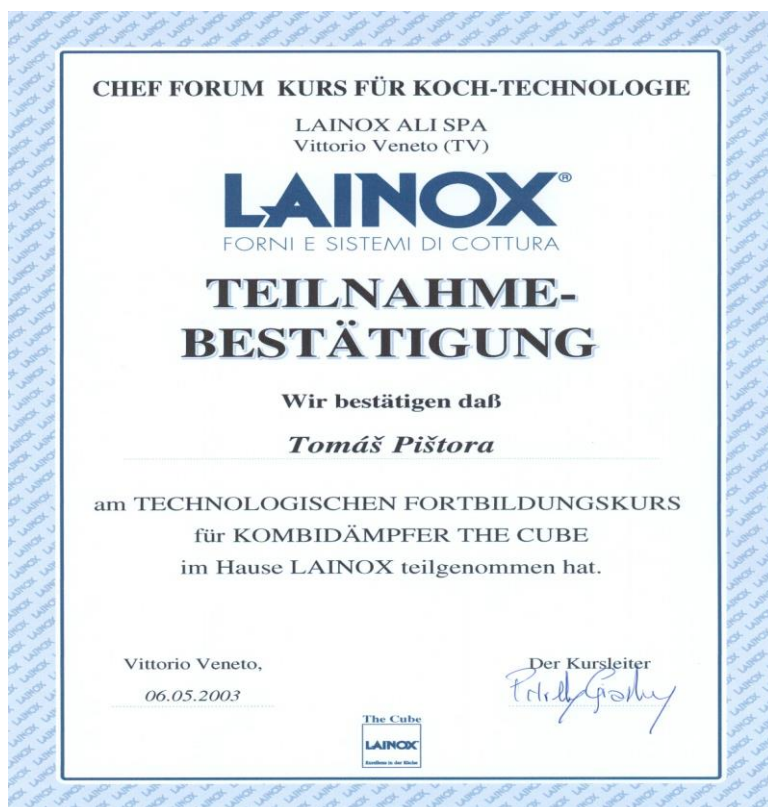 CHEF FORUM KURS FÜR KOCH-TECHNOLOGIE
LAINOX ALI SPA
Vittorio Veneto (TV)
LAINOX®
FORNI E SISTEMI DI COTTURA
TEILNAHME-
BESTÄTIGUNG
Wir bestätigen daß
Tomáš Pištora
am TECHNOLOGISCHEN FORTBILDUNGSKURS
für KOMBIDÄMPFER THE CUBE
im Hause LAINOX teilgenommen hat.
Vittorio Veneto,
06.05.2003
Der Kursleiter
The Cube
LAINOX